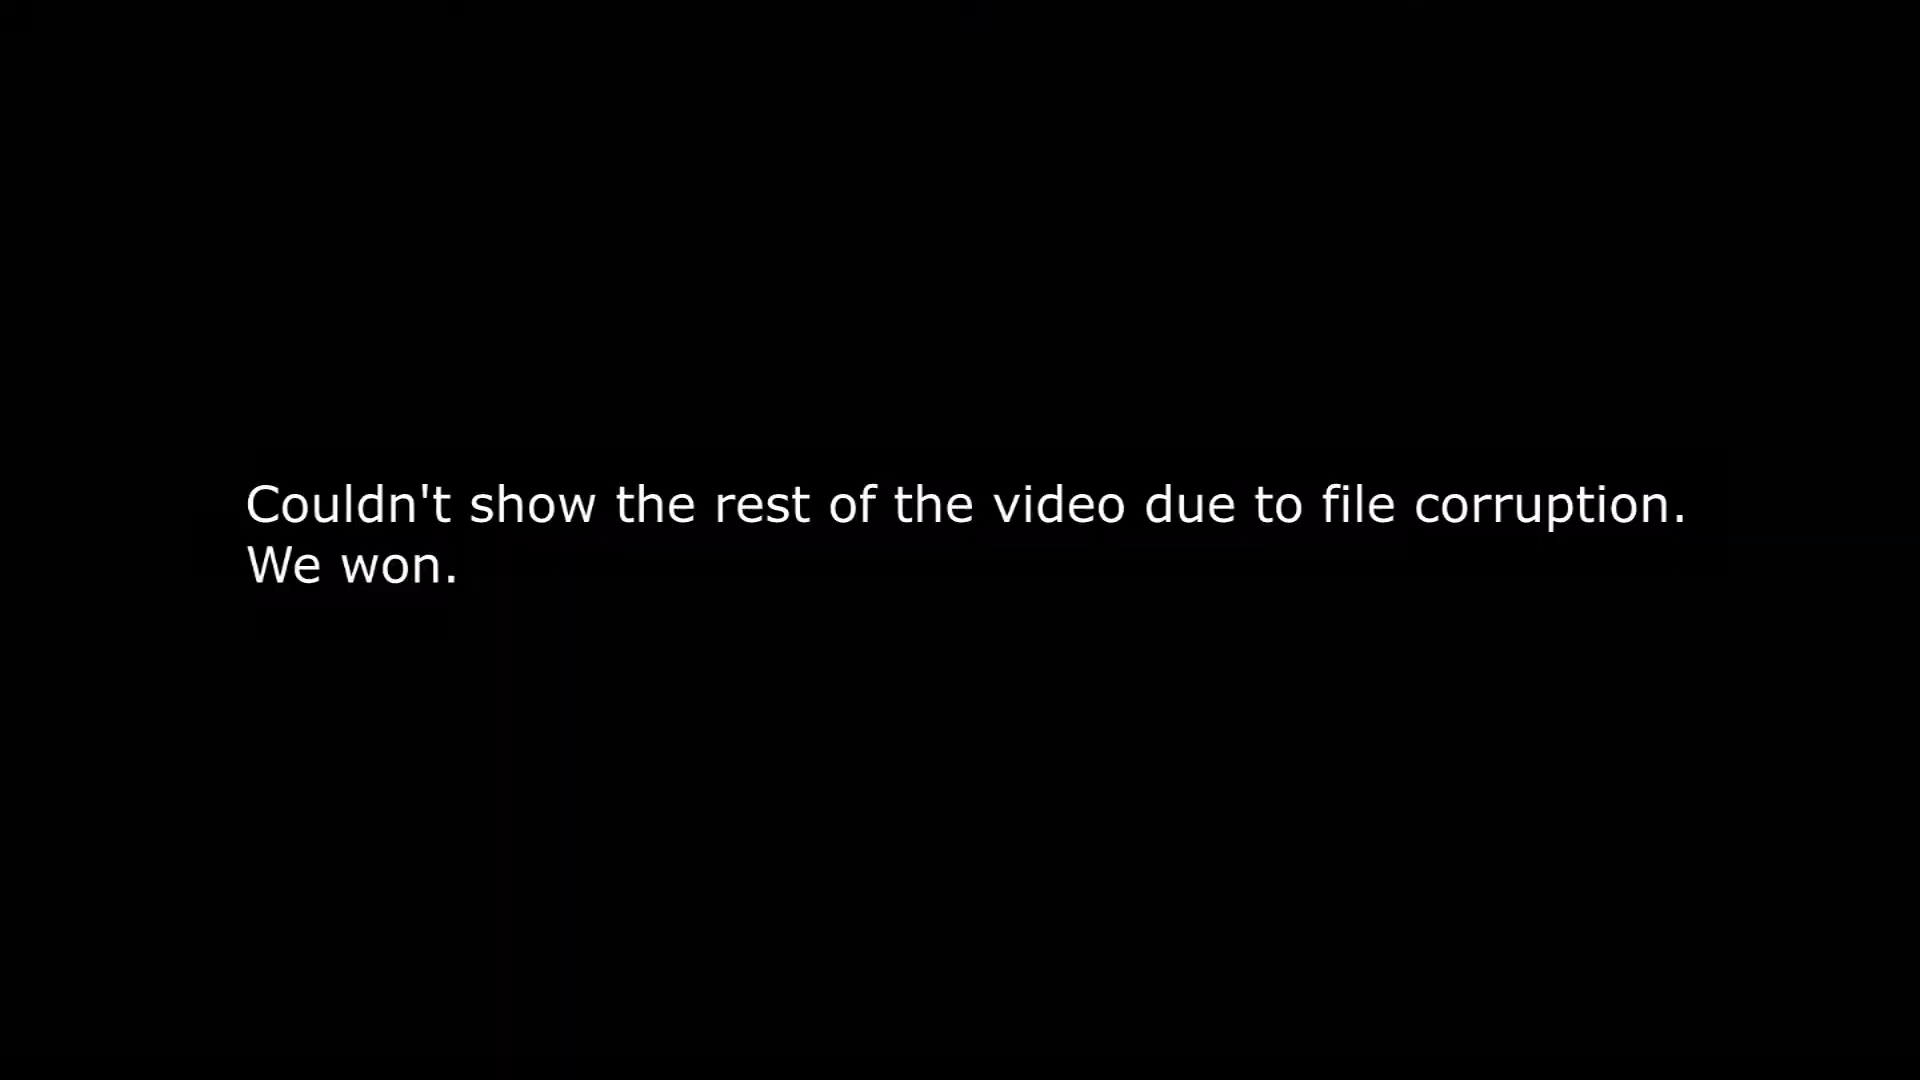 Couldn't show the rest of the video due to file corruption.
We won.